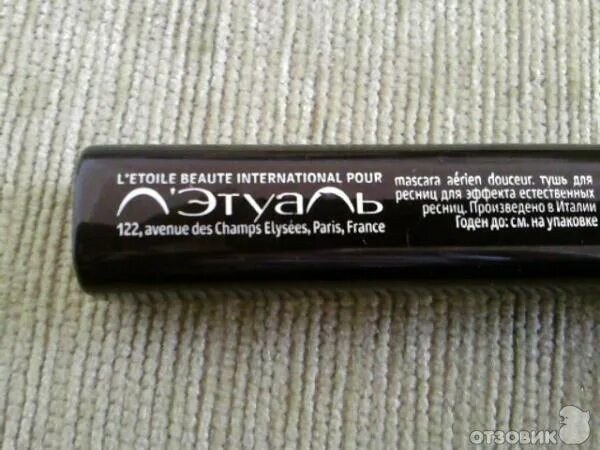 L'ETOILE BEAUTE INTERNATIONAL POUR
Л'Этуаль
122, avenue des Champs Elysées, Paris, France
mascara aérien douceur. тушь для
ресниц для эффекта естественных
ресниц. Произведено в Италии
Годен до: см. на упаковке
ОТЗОВИК